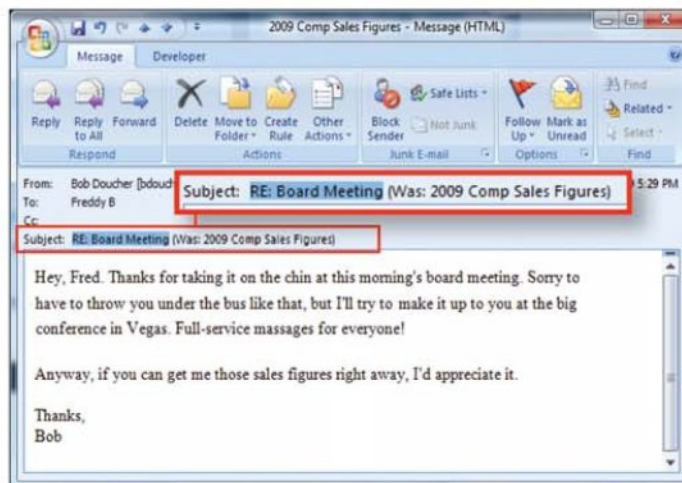 2009 Comp Sales Figures - Message (HTML)
Message Developer
Reply Reply to All Forward Delete Move to Folder Create Rule Other Actions Block Sender Safe Lists Not Junk Follow Up Mark as Unread Find Related Select
Respond Actions Junk E-mail Options Find
From: Bob Doucher [bdouch 5:29 PM
To: Freddy B
Cc:
Subject: RE: Board Meeting (Was: 2009 Comp Sales Figures)
Subject: RE: Board Meeting (Was: 2009 Comp Sales Figures)
Hey, Fred. Thanks for taking it on the chin at this morning's board meeting. Sorry to
have to throw you under the bus like that, but I'll try to make it up to you at the big
conference in Vegas. Full-service massages for everyone!
Anyway, if you can get me those sales figures right away, I'd appreciate it.
Thanks,
Bob